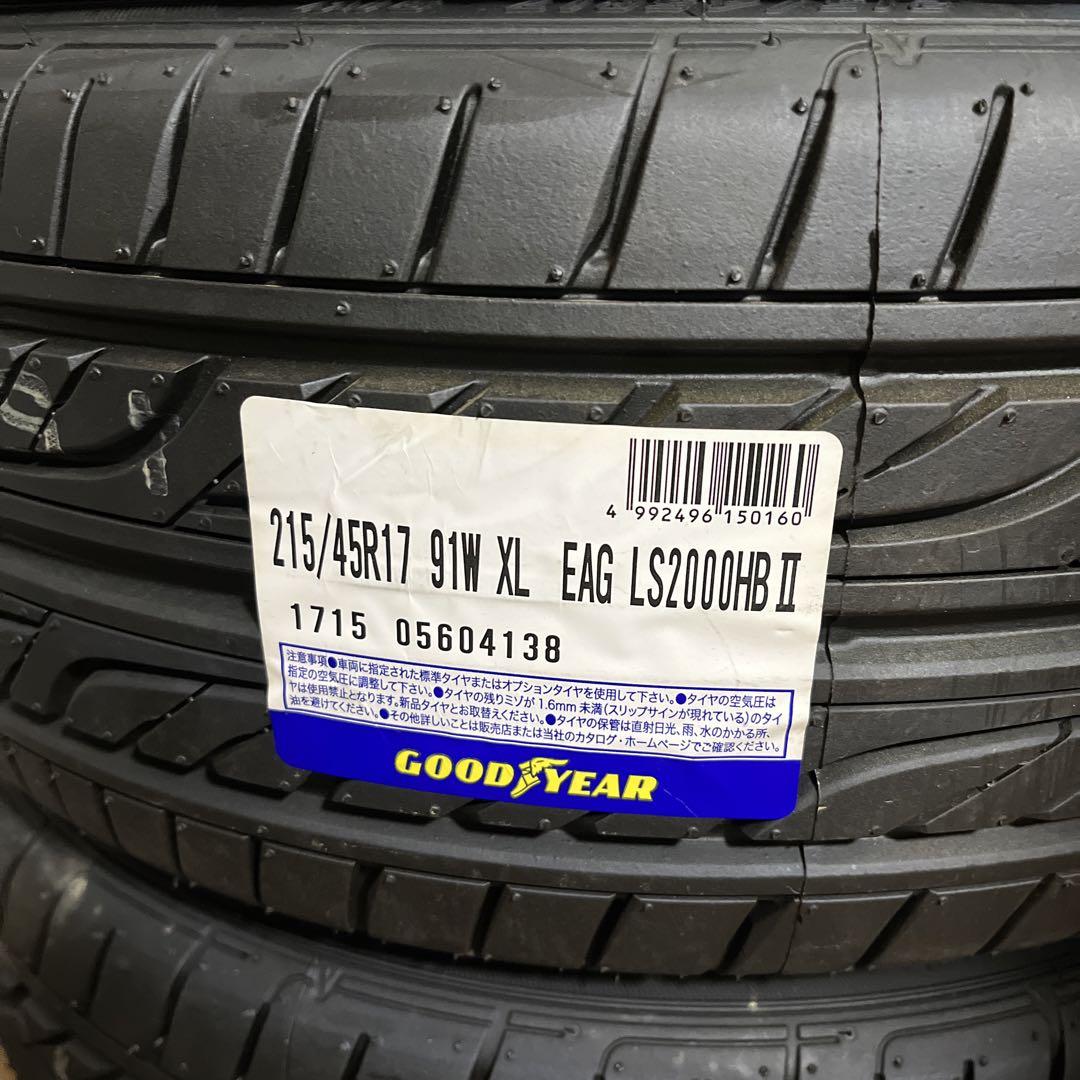 4 992496 150160
215/45R17 91W XL EAG LS2000HBⅡ
1715 05604138
注意事項●車両に指定された標準タイヤまたはオプションタイヤを使用して下さい。●タイヤの空気圧は
指定の空気圧に調整して下さい。●タイヤの残りミゾが1.6mm未満(スリップサインが現れている)のタイ
ヤは使用禁止となります。新品タイヤとお取替えください。●タイヤの保管は直射日光、雨、水のかかる所、
油を避けてください。●その他詳しいことは販売店または当社のカタログ・ホームページでご確認ください。
GOOD YEAR